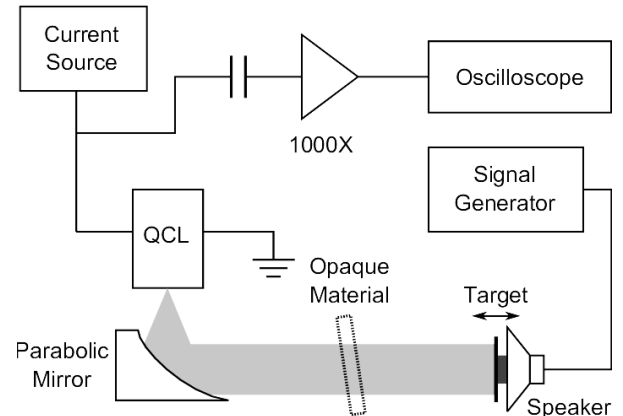 Current
Source
Oscilloscope
1000X
Signal
Generator
QCL
Opaque
Material
Target
Parabolic
Mirror
Speaker